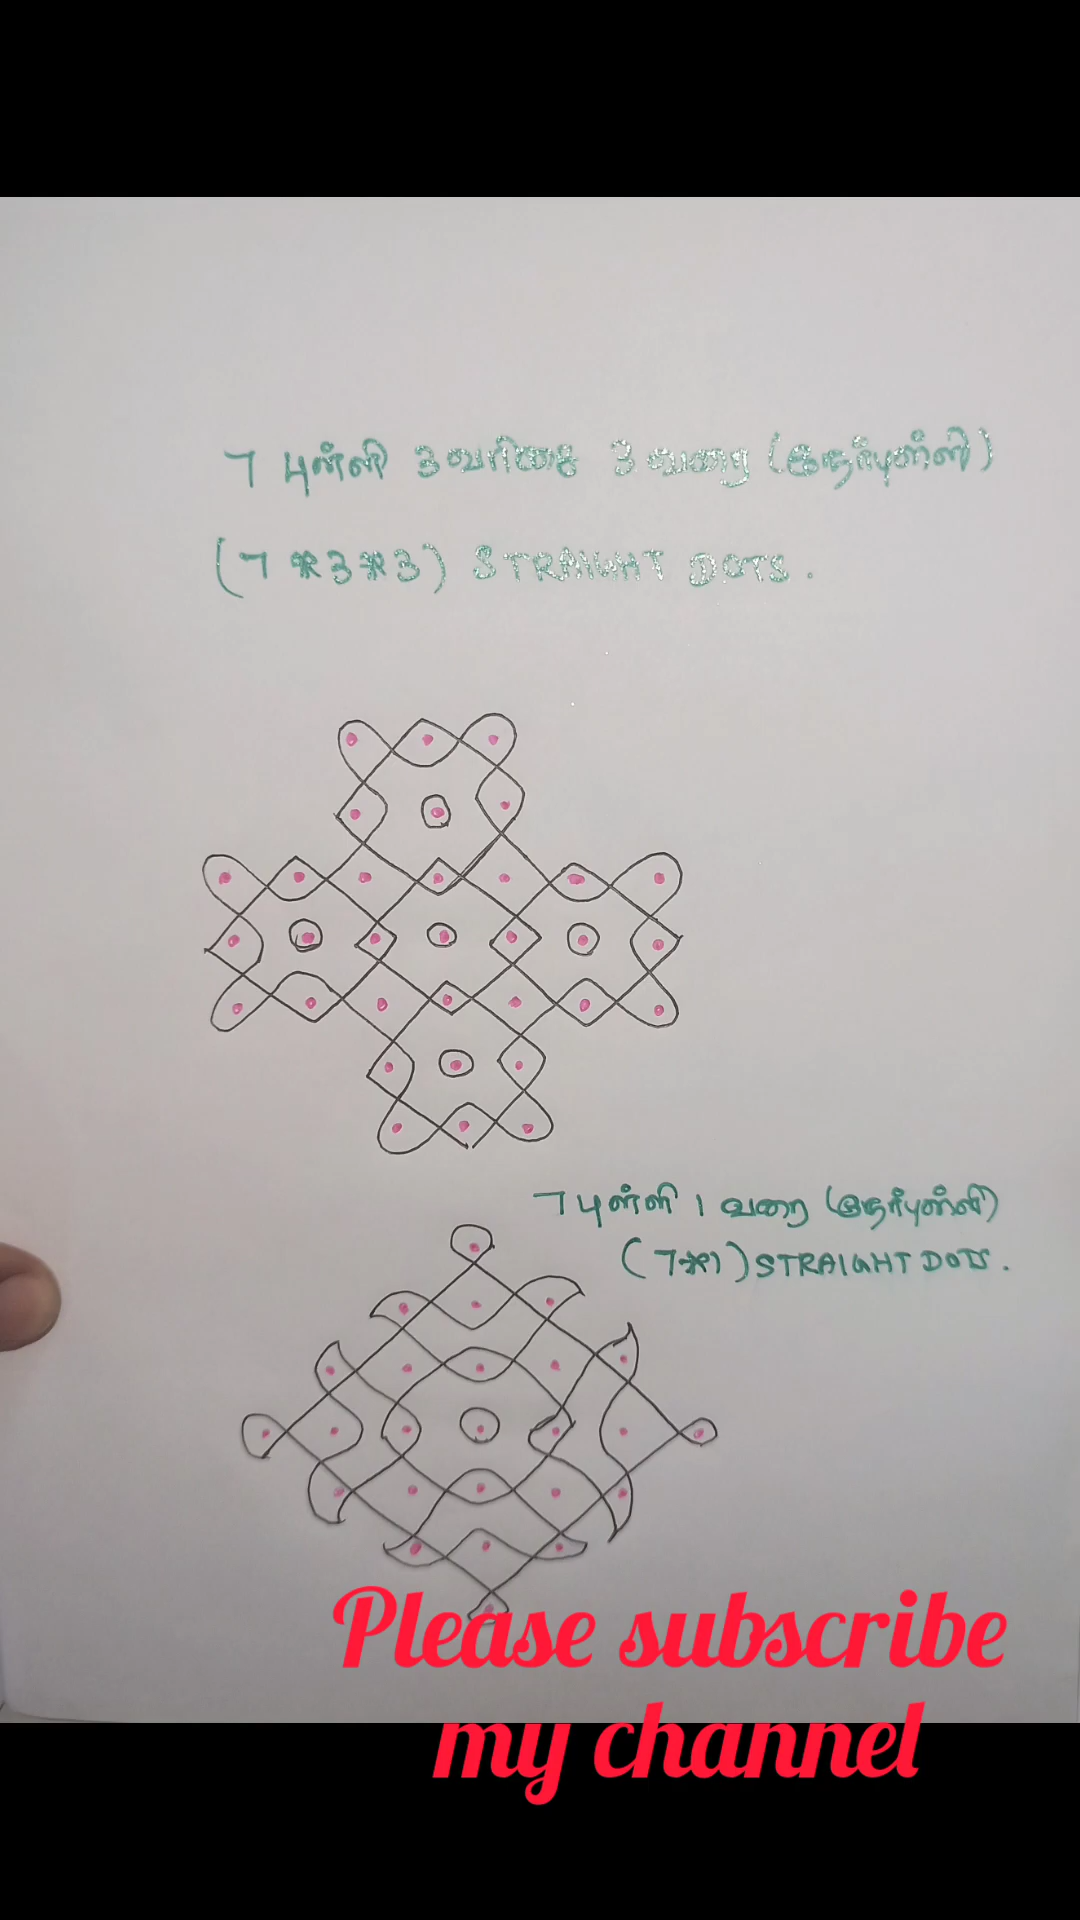 7 புள்ளி 3 வரிசை 3 வரை (நேர்புள்ளி)
(7*3*3) STRAIGHT DOTS.
7 புள்ளி 1 வரை (நேர்புள்ளி)
(7*1) STRAIGHT DOTS.
Please subscribe
my channel